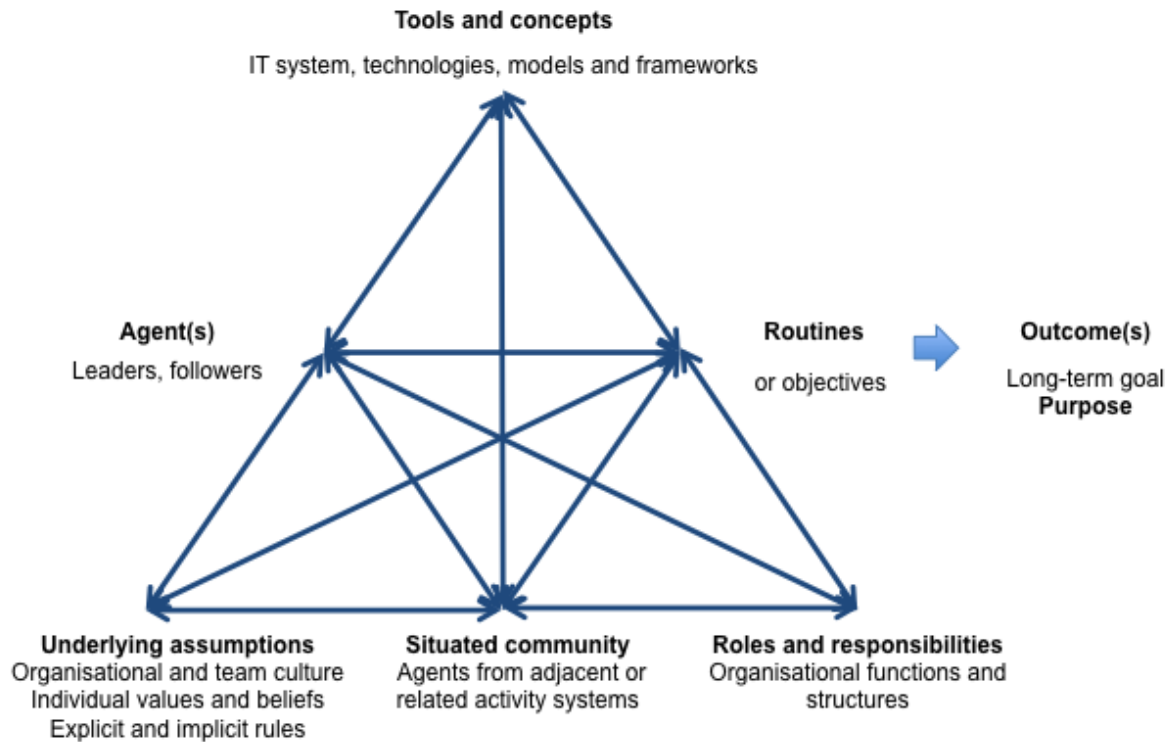 Tools and concepts
IT system, technologies, models and frameworks
Agent(s)
Leaders, followers
Routines
or objectives
Outcome(s)
Long-term goal
Purpose
Underlying assumptions
Organisational and team culture
Individual values and beliefs
Explicit and implicit rules
Situated community
Agents from adjacent or
related activity systems
Roles and responsibilities
Organisational functions and
structures